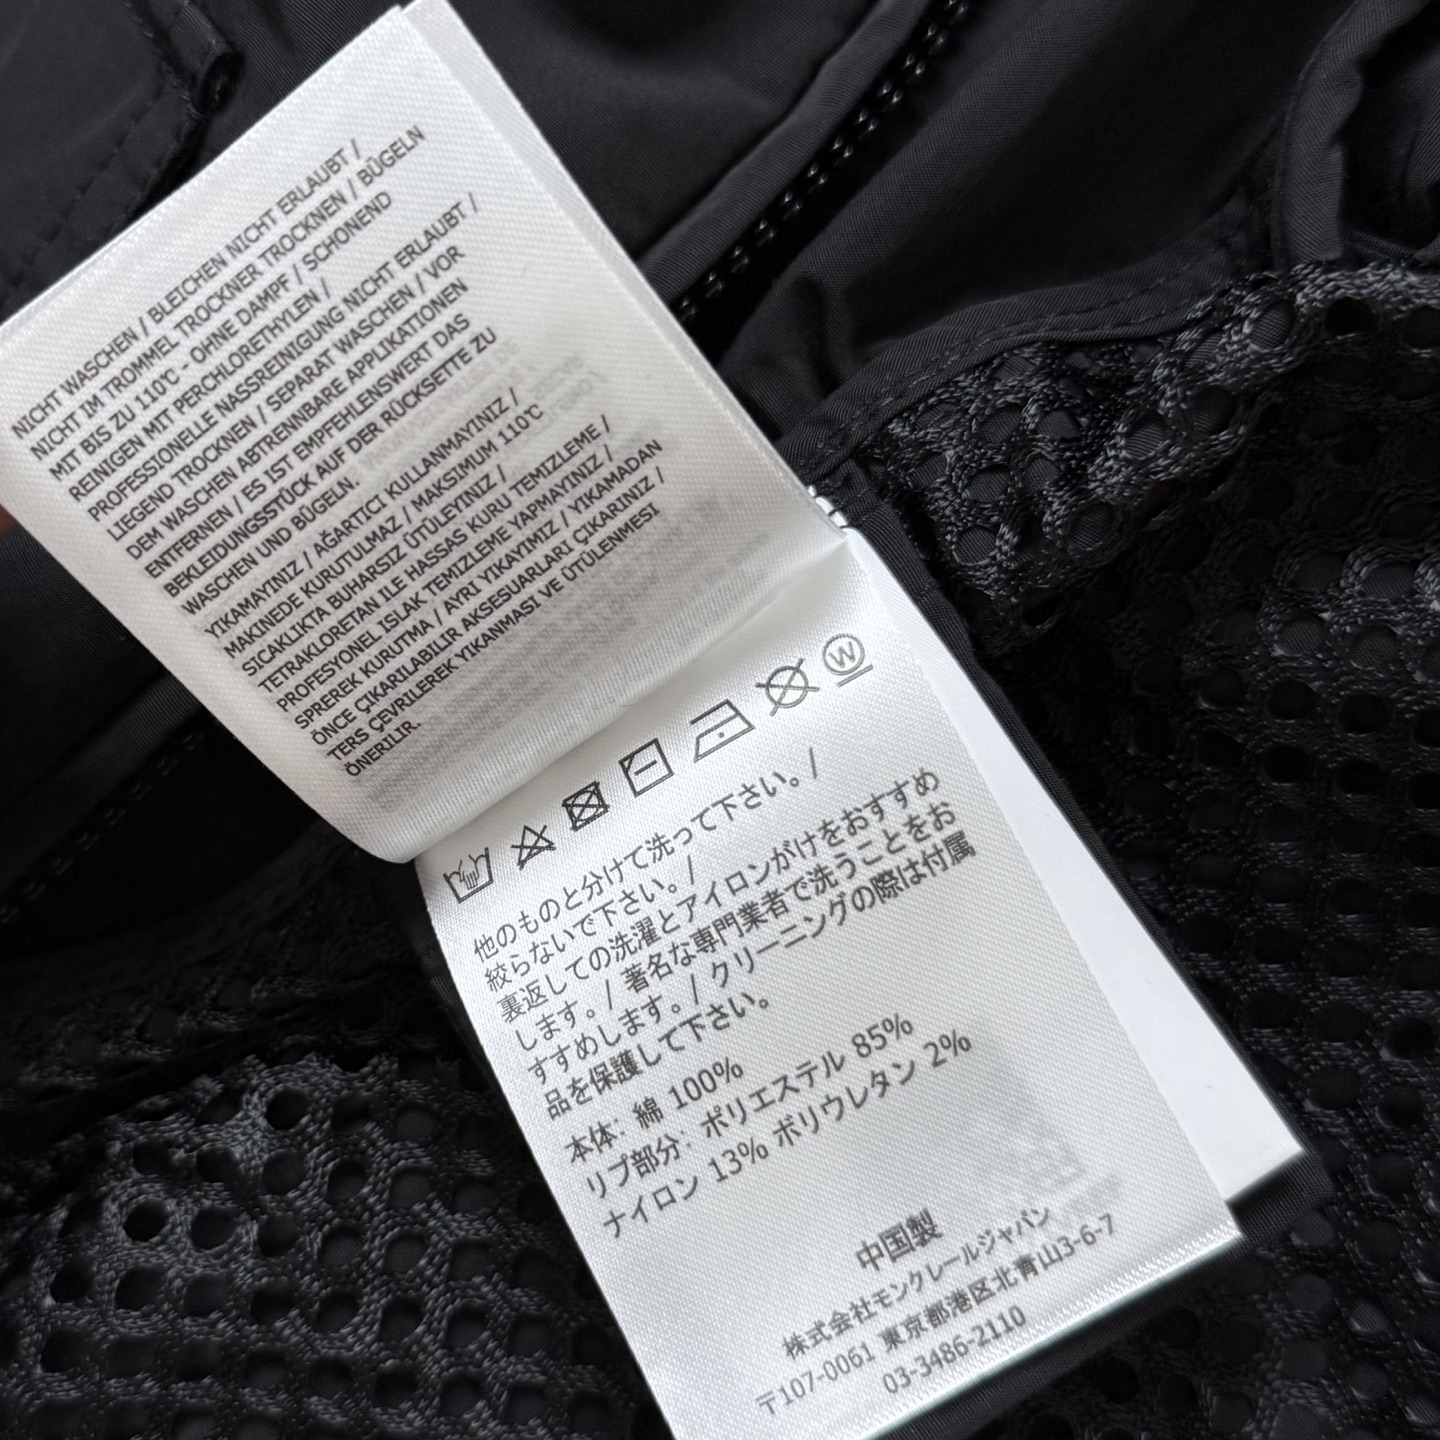 NICHT WASCHEN / BLEICHEN NICHT ERLAUBT /
NICHT IM TROMMEL TROCKNER TROCKNEN / BÜGELN
MIT BIS ZU 110°C - OHNE DAMPF / SCHONEND
REINIGEN MIT PERCHLORETHYLEN /
PROFESSIONELLE NASSREINIGUNG NICHT ERLAUBT /
LIEGEND TROCKNEN / SEPARAT WASCHEN / VOR
DEM WASCHEN ABTRENNBARE APPLIKATIONEN
ENTFERNEN / ES IST EMPFEHLENSWERT DAS
BEKLEIDUNGSSTÜCK AUF DER RÜCKSETTE ZU
WASCHEN UND BÜGELN.
YIKAMAYINIZ / AĞARTICI KULLANMAYINIZ /
MAKINEDE KURUTULMAZ / MAKSIMUM 110°C
SICAKLIKTA BUHARSIZ ÜTÜLEYINIZ /
TETRAKLORETAN ILE HASSAS KURU TEMIZLEME /
PROFESYONEL ISLAK TEMIZLEME YAPMAYINIZ /
SPREREK KURUTMA / AYRI YIKAYIMIZ / YIKAMADAN
ÖNCE ÇIKARILABILIR AKSESUARLARI ÇIKARINIZ /
TERS ÇEVRILEREK YIKANMASI VE ÜTÜLENMESI
ÖNERILIR.
W
他のものと分けて洗って下さい。/
絞らないで下さい。/
裏返しての洗濯とアイロンがけをおすすめ
します。/ 著名な専門業者で洗うことをお
すすめします。/ クリーニングの際は付属
品を保護して下さい。
本体: 綿 100%
リブ部分: ポリエステル 85%
ナイロン 13% ポリウレタン 2%
中国製
株式会社モンクレールジャパン
〒107-0061 東京都港区北青山3-6-7
03-3486-2110